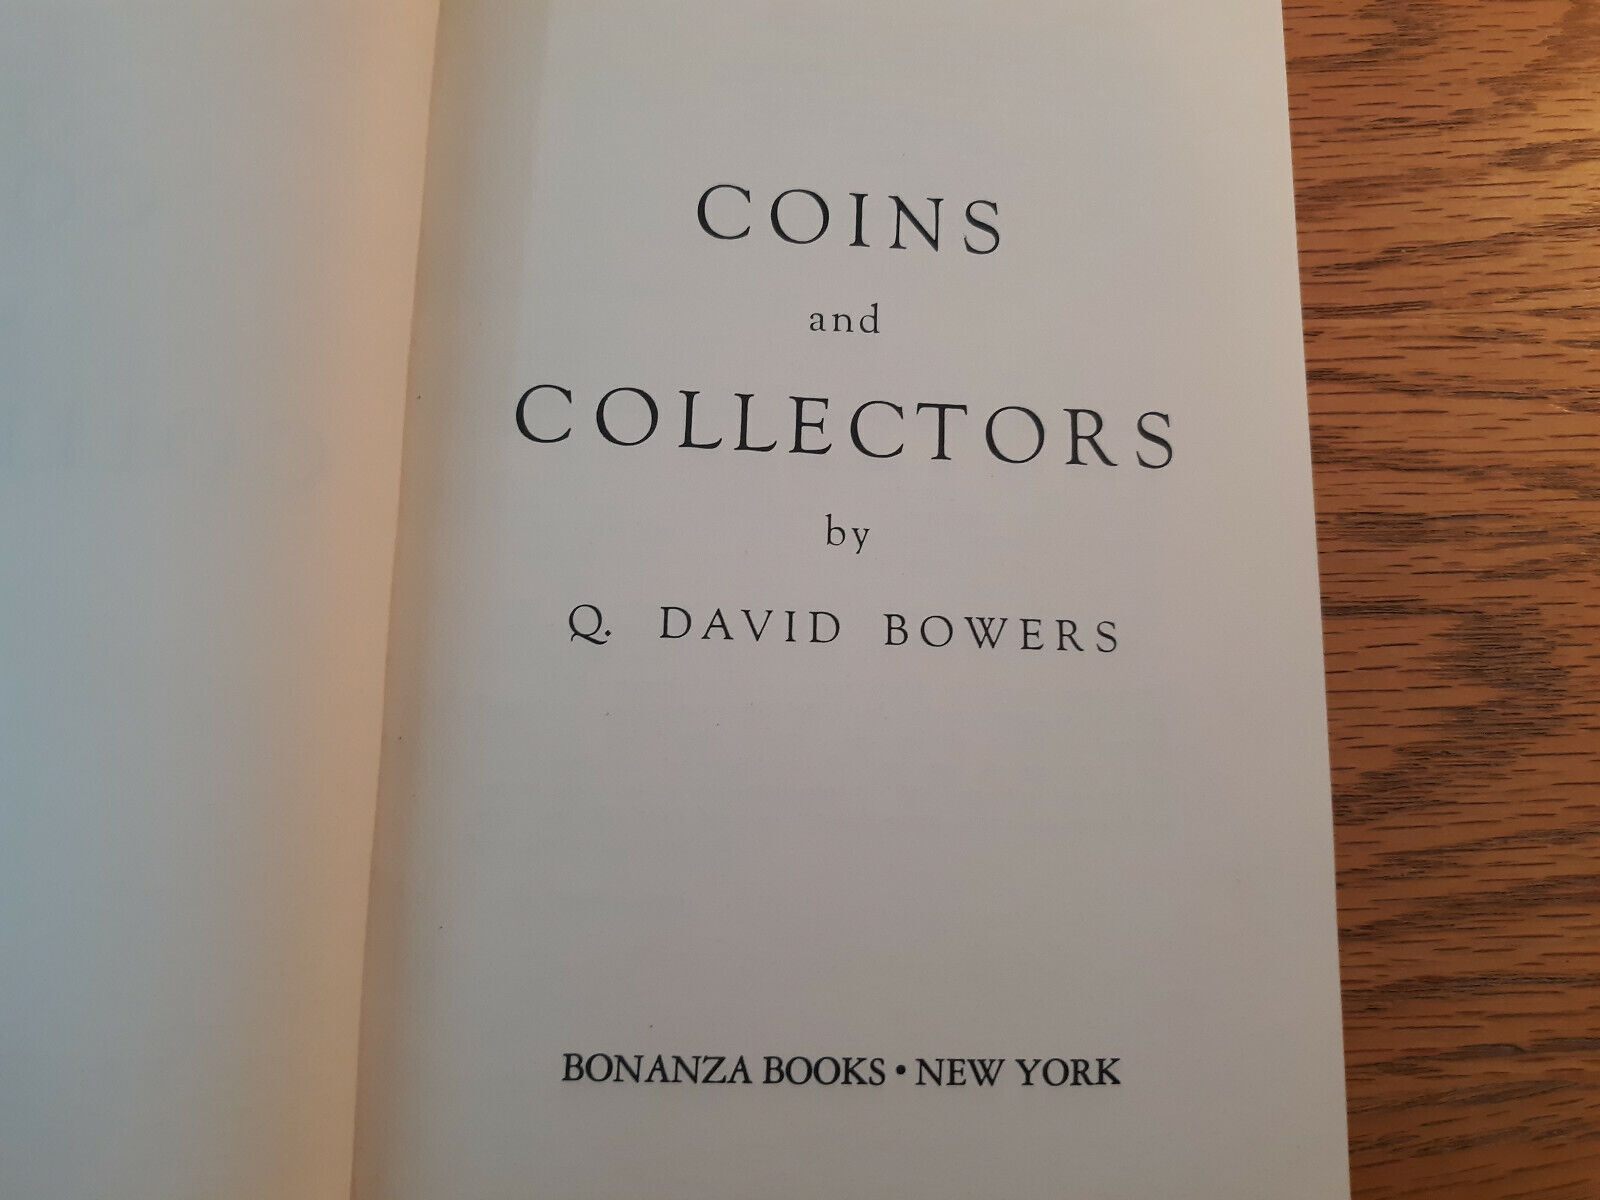 COINS
and
COLLECTORS
by
Q. DAVID BOWERS
BONANZA BOOKS • NEW YORK